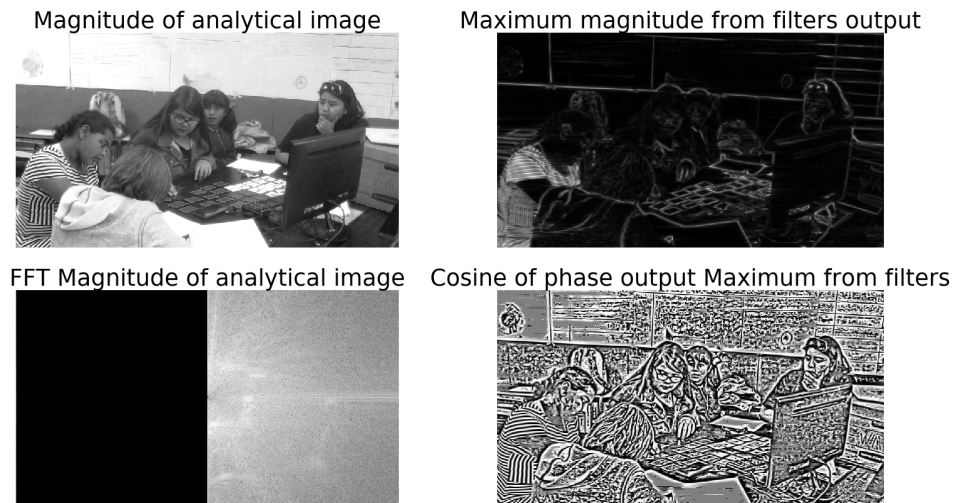 Magnitude of analytical image
Maximum magnitude from filters output
FFT Magnitude of analytical image
Cosine of phase output Maximum from filters